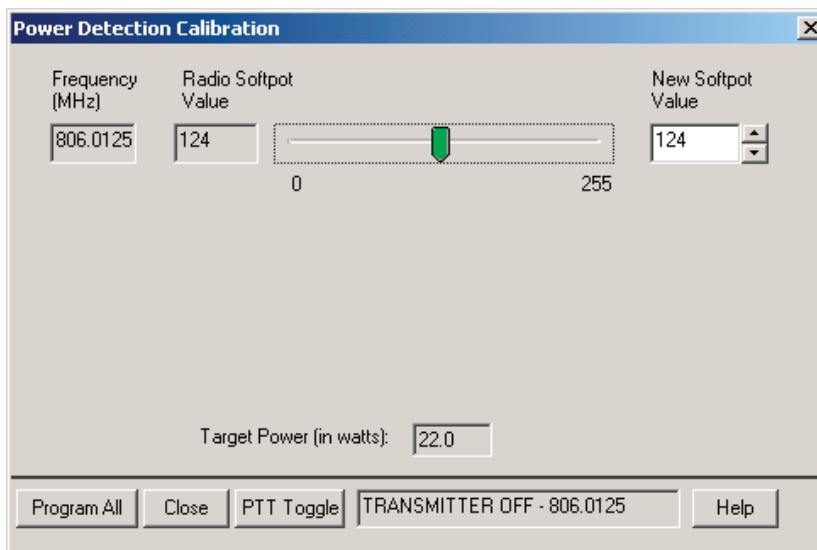 Power Detection Calibration
Frequency
(MHz)
Radio Softpot
Value
New Softpot
Value
806.0125
124
124
0
255
Target Power (in watts):
22.0
Program All
Close
PTT Toggle
TRANSMITTER OFF - 806.0125
Help